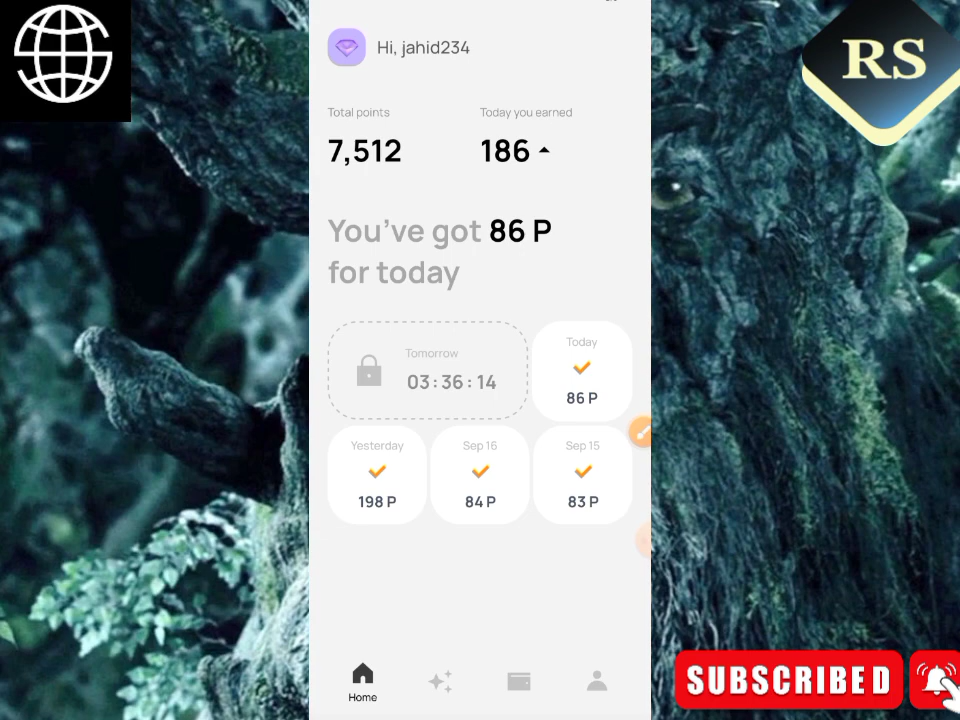 Hi, jahid234
Total points
Today you earned
7,512
186
You've got 86 P
for today
Tomorrow
03 : 36 : 14
Today
86 P
Yesterday
198 P
Sep 16
84 P
Sep 15
83 P
Home
RS
SUBSCRIBED